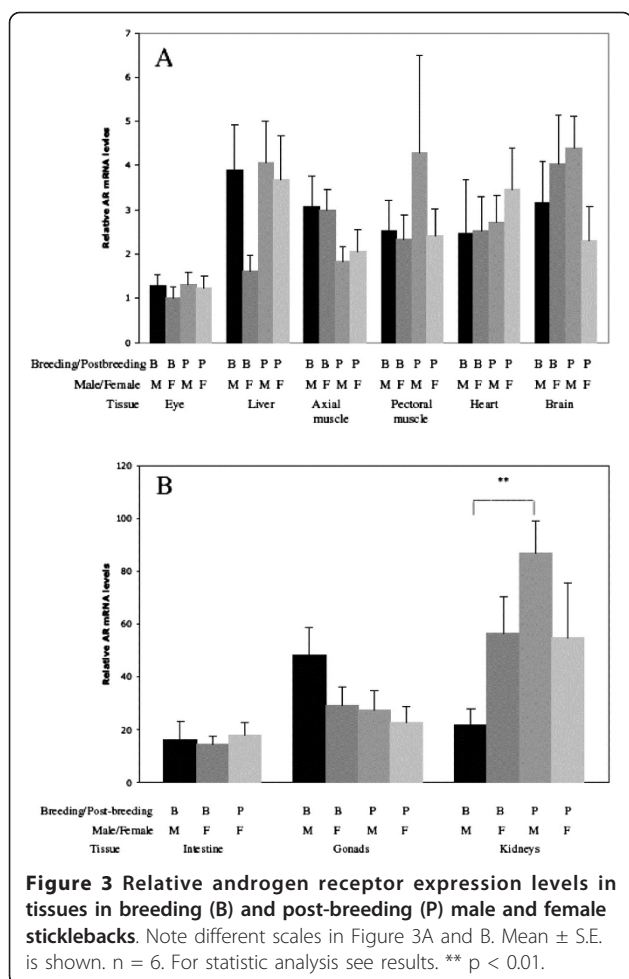 A
7
6
5
4
3
2
1
0
Relative AR mRNA levles
Breeding/Postbreeding B B P P B B P P B B P P B B P P B B P P B B P P
Male/Female M F M F M F M F M F M F M F M F M F M F M F M F
Tissue Eye Liver Axial muscle Pectoral muscle Heart Brain
B
120
100
80
60
40
20
0
Relative AR mRNA levels
**
Breeding/Post-breeding B B P B B P P B B P P
Male/Female M F F M F M F M F M F
Tissue Intestine Gonads Kidneys
Figure 3 Relative androgen receptor expression levels in
tissues in breeding (B) and post-breeding (P) male and female
sticklebacks. Note different scales in Figure 3A and B. Mean ± S.E.
is shown. n = 6. For statistic analysis see results. ** p < 0.01.